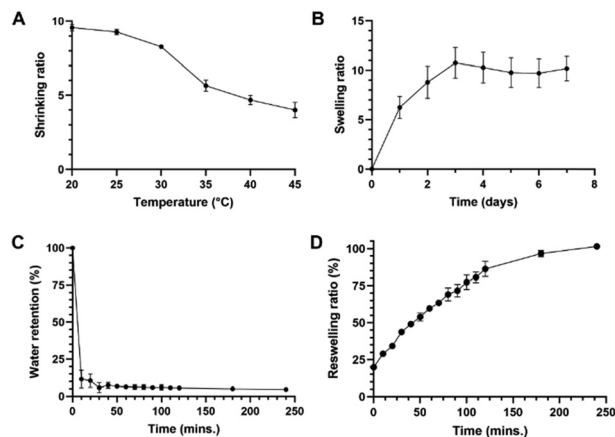 A
Shrinking ratio
10
5
0
20 25 30 35 40 45
Temperature (°C)
B
Swelling ratio
15
10
5
0
0 2 4 6 8
Time (days)
C
Water retention (%)
100
75
50
25
0
0 50 100 150 200 250
Time (mins.)
D
Reswelling ratio (%)
100
75
50
25
0
0 50 100 150 200 250
Time (mins.)